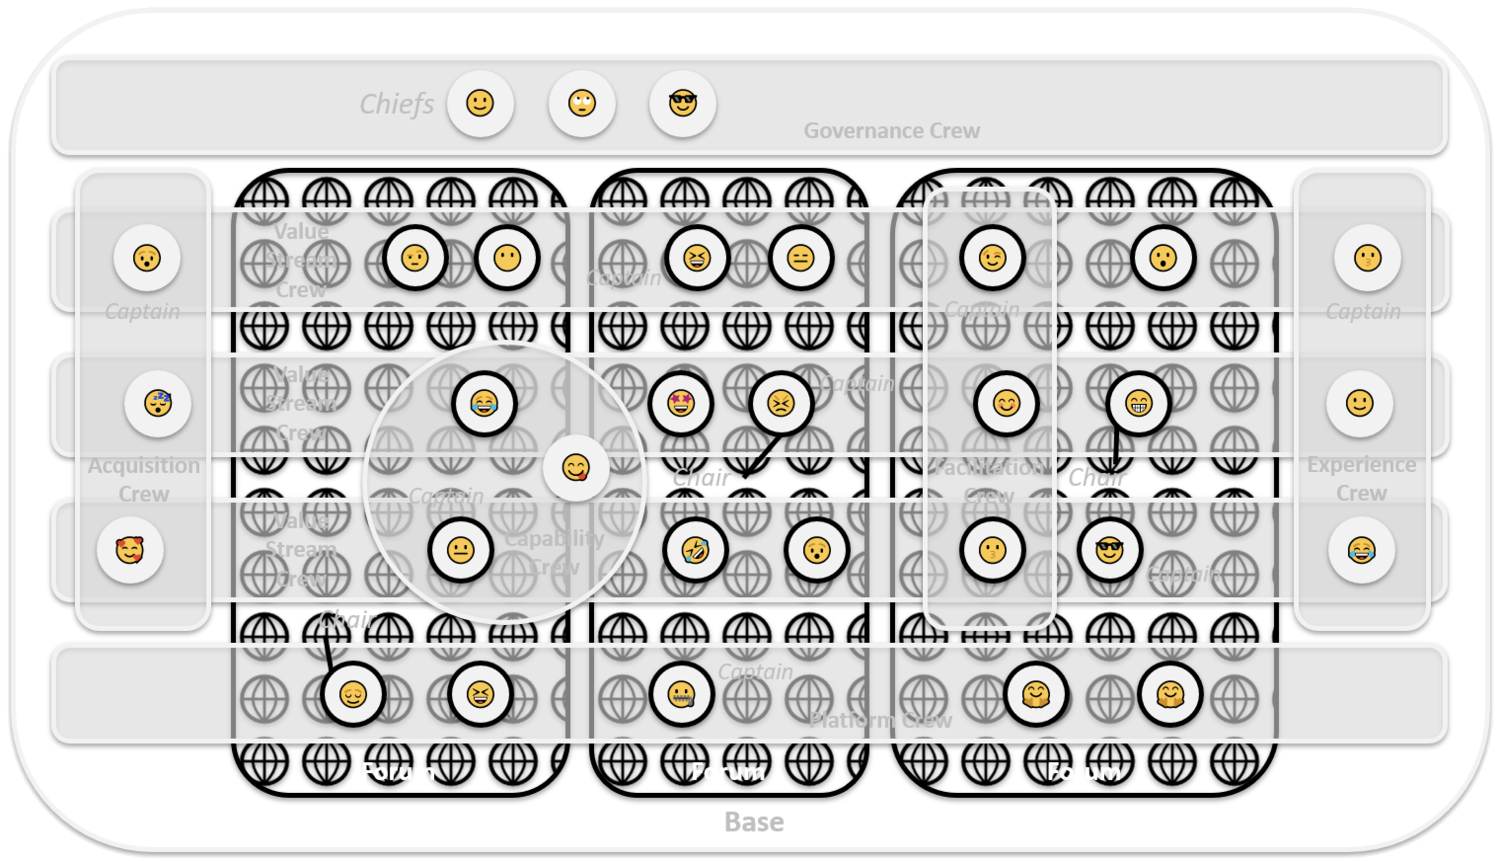 Chiefs
Governance Crew
Value
Stream
Crew
Captain
Captain
Captain
Captain
Value
Stream
Crew
Captain
Acquisition
Crew
Captain
Chair
Facilitation
Crew
Chair
Experience
Crew
Value
Stream
Crew
Capability
Crew
Captain
Chair
Captain
Platform Crew
Forum
Forum
Forum
Base